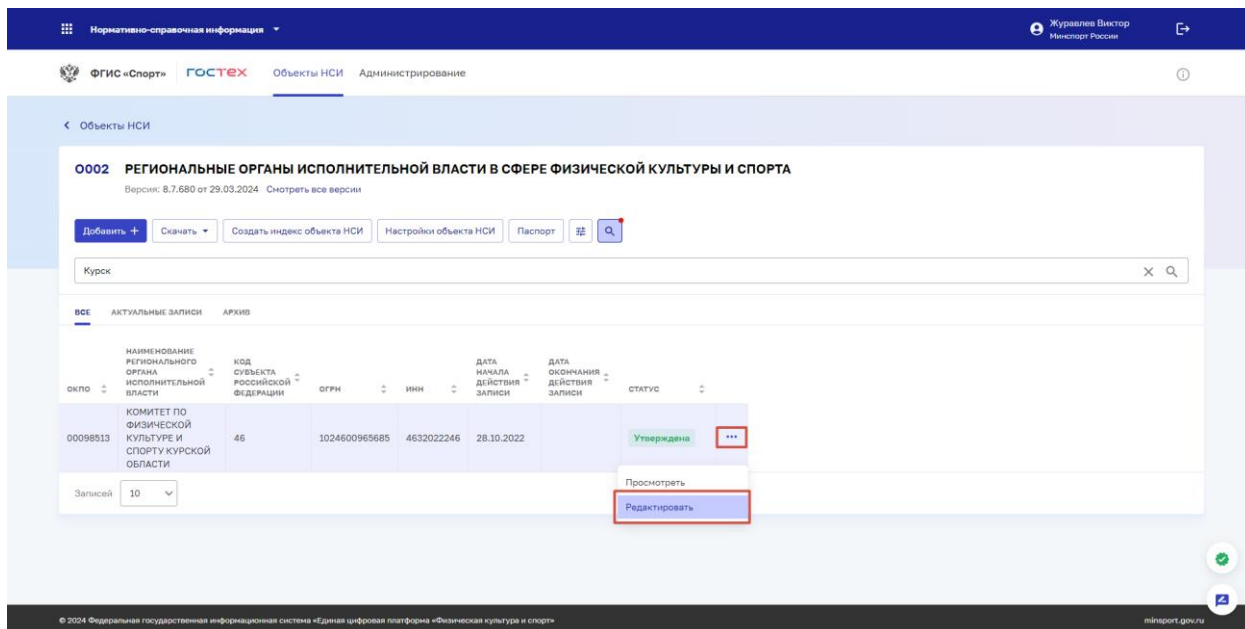 Нормативно-справочная информация
Журавлев Виктор
Минспорт России
ФГИС «Спорт» ГОСТЕХ Объекты НСИ Администрирование
Объекты НСИ
О002 РЕГИОНАЛЬНЫЕ ОРГАНЫ ИСПОЛНИТЕЛЬНОЙ ВЛАСТИ В СФЕРЕ ФИЗИЧЕСКОЙ КУЛЬТУРЫ И СПОРТА
Версия: 8.7.680 от 29.03.2024 Смотреть все версии
Добавить + Скачать Создать индекс объекта НСИ Настройки объекта НСИ Паспорт
Курск
ВСЕ АКТУАЛЬНЫЕ ЗАПИСИ АРХИВ
ОКПО
НАИМЕНОВАНИЕ
РЕГИОНАЛЬНОГО
ОРГАНА
ИСПОЛНИТЕЛЬНОЙ
ВЛАСТИ
КОД
СУБЪЕКТА
РОССИЙСКОЙ
ФЕДЕРАЦИИ
ОГРН
ИНН
ДАТА
НАЧАЛА
ДЕЙСТВИЯ
ЗАПИСИ
ДАТА
ОКОНЧАНИЯ
ДЕЙСТВИЯ
ЗАПИСИ
СТАТУС
00098513
КОМИТЕТ ПО
ФИЗИЧЕСКОЙ
КУЛЬТУРЕ И
СПОРТУ КУРСКОЙ
ОБЛАСТИ
46
1024600965685
4632022246
28.10.2022
Утверждена
Просмотреть
Редактировать
Записей 10
© 2024 Федеральная государственная информационная система «Единая цифровая платформа «Физическая культура и спорт» minsport.gov.ru